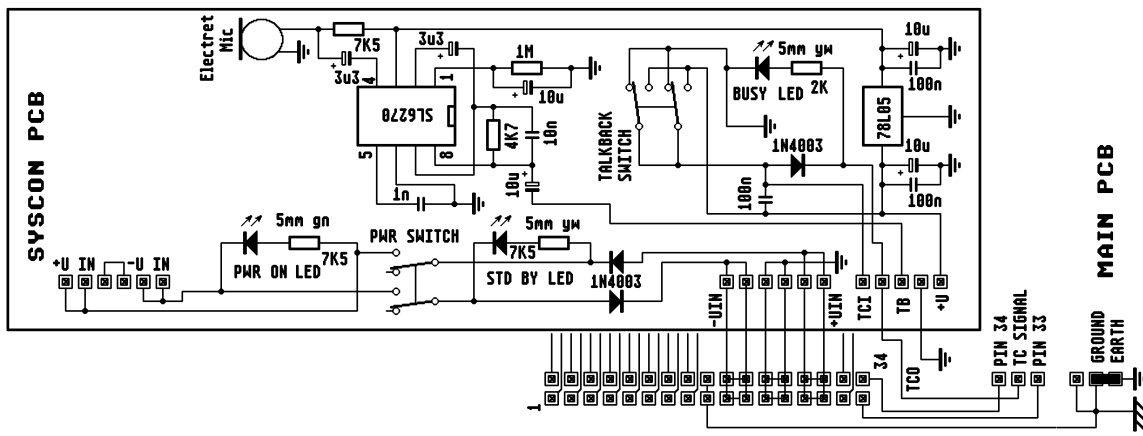 SYSCON PCB
Electret
Mic
7K5
3u3
4
3u3
1
1M
10u
SL6270
5
8
4K7
10n
1n
10u
TALKBACK
SWITCH
5mm yw
BUSY LED
2K
1N4003
100n
10u
100n
78L05
10u
100n
MAIN PCB
5mm gn
7K5
PWR ON LED
+U IN
-U IN
PWR SWITCH
5mm yw
7K5
STD BY LED
1N4003
-UIN
+UIN
TCI
TB
+U
TCO
34
1
PIN 34
TC SIGNAL
PIN 33
GROUND
EARTH